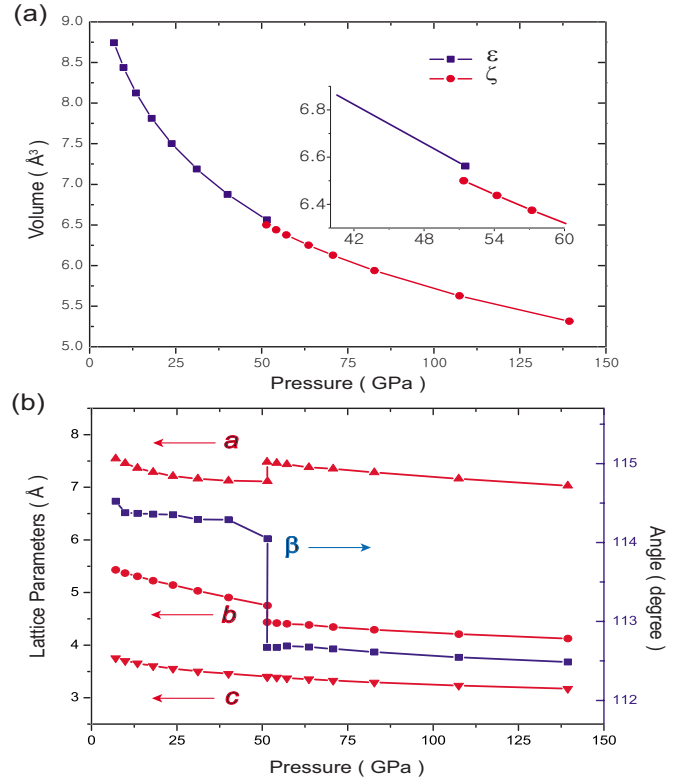 (a)
9.0
8.5
8.0
7.5
7.0
6.5
6.0
5.5
5.0
Volume ( Å³ )
ε
ζ
6.8
6.6
6.4
42 48 54 60
0 25 50 75 100 125 150
Pressure ( GPa )
(b)
8
7
6
5
4
3
Lattice Parameters ( Å )
a
β
b
c
115
114
113
112
Angle ( degree )
0 25 50 75 100 125 150
Pressure ( GPa )